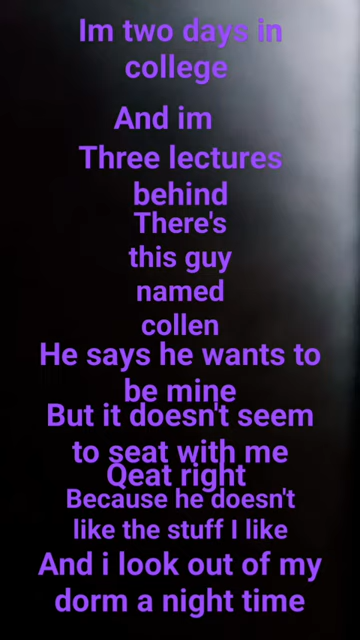 Im two days in
college
And im
Three lectures
behind
There's
this guy
named
collen
He says he wants to
be mine
But it doesn't seem
to seat with me
Qeat right
Because he doesn't
like the stuff I like
And i look out of my
dorm a night time